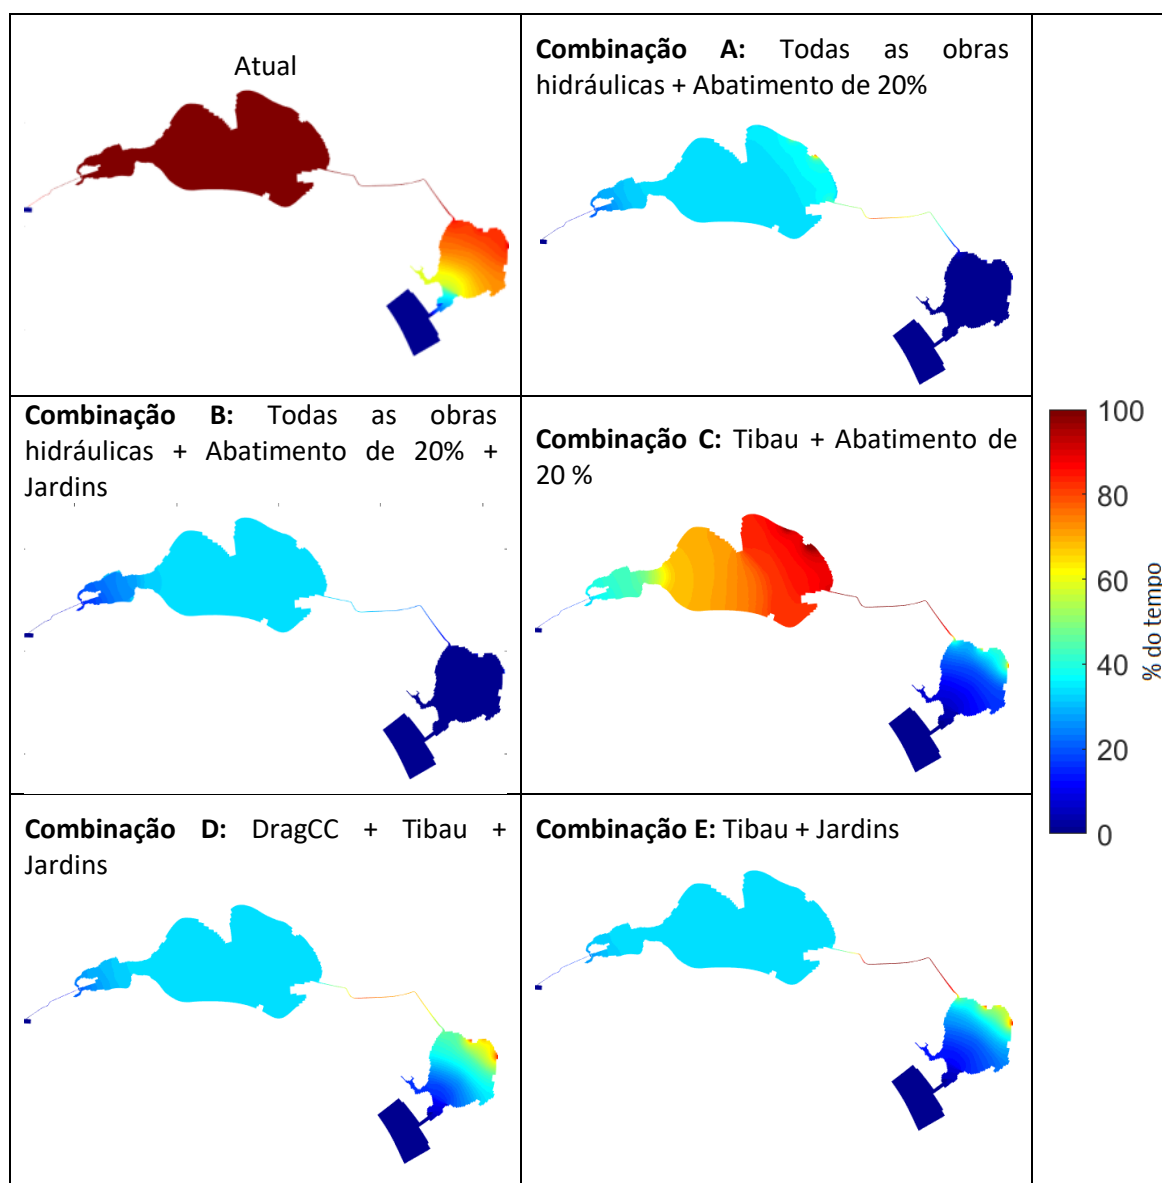 Atual
Combinação A: Todas as obras
hidráulicas + Abatimento de 20%
Combinação B: Todas as obras
hidráulicas + Abatimento de 20% +
Jardins
Combinação C: Tibau + Abatimento de
20 %
Combinação D: DragCC + Tibau +
Jardins
Combinação E: Tibau + Jardins
100
80
60
40
20
0
% do tempo